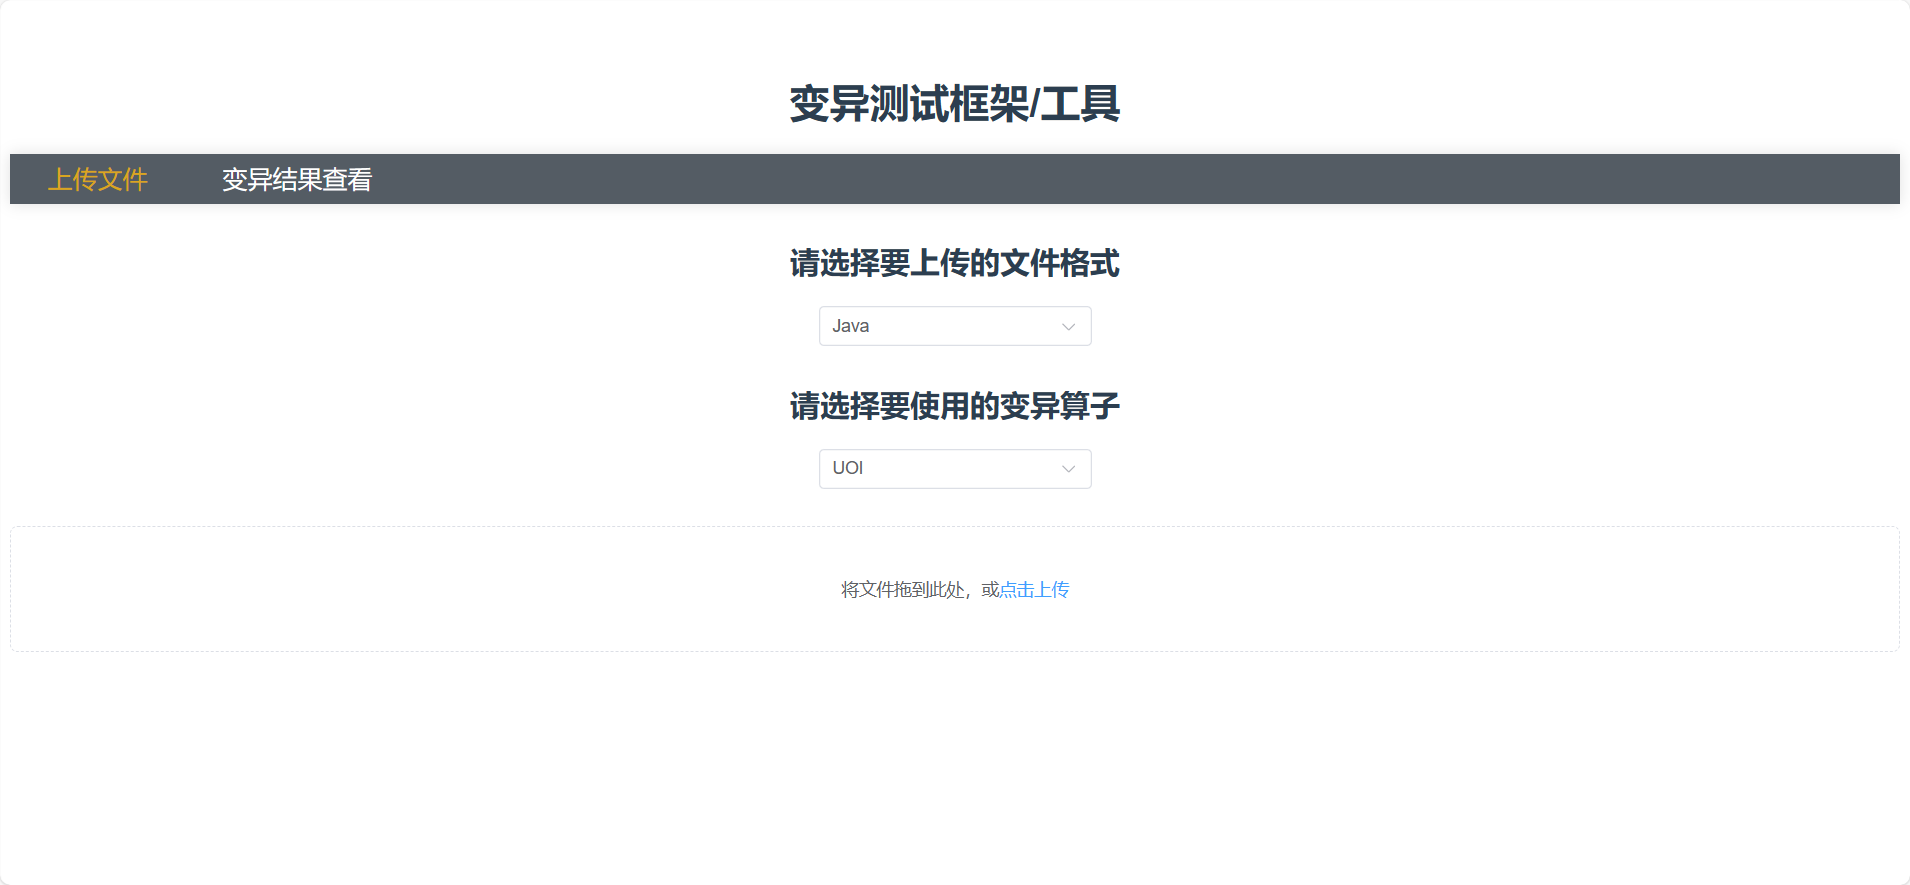 变异测试框架/工具
上传文件 变异结果查看
请选择要上传的文件格式
Java
请选择要使用的变异算子
UOI
将文件拖到此处，或点击上传